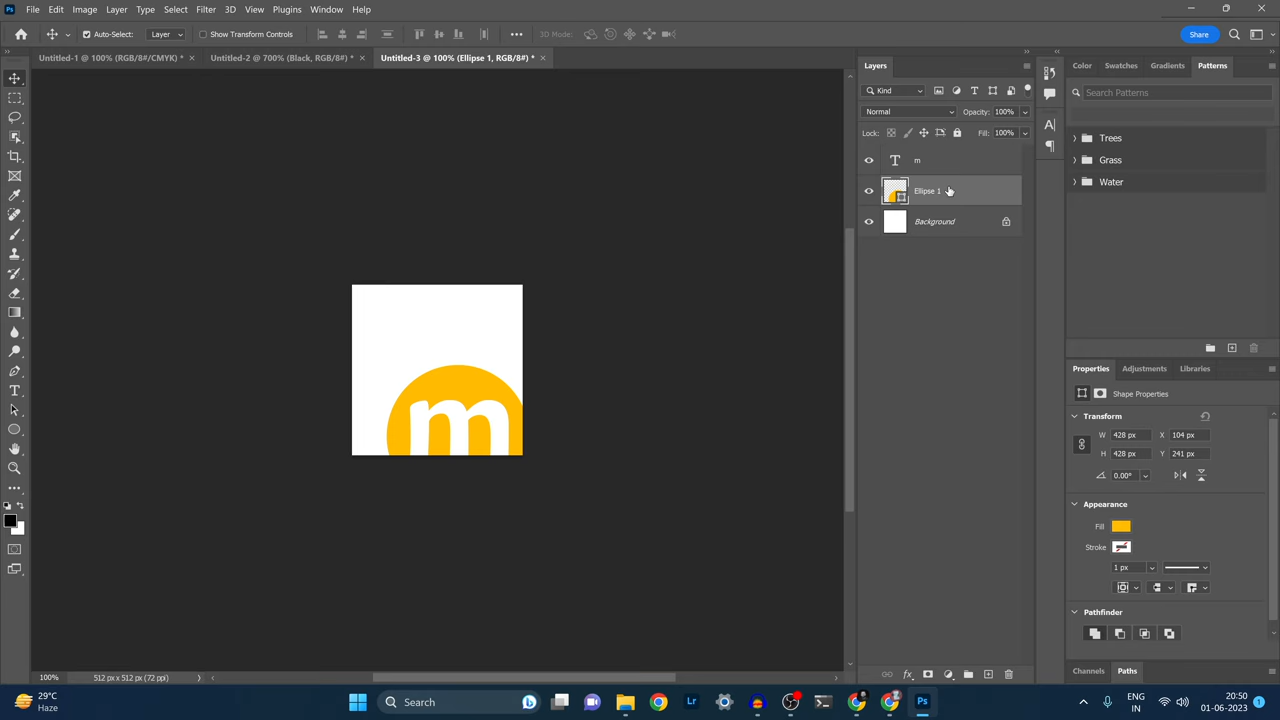 Ps File Edit Image Layer Type Select Filter 3D View Plugins Window Help
Auto-Select: Layer Show Transform Controls 3D Mode: Share
Untitled-1 @ 100% (RGB/8#/CMYK) * Untitled-2 @ 700% (Black, RGB/8#) * Untitled-3 @ 100% (Ellipse 1, RGB/8#) *
Layers
Kind
Normal Opacity: 100%
Lock: Fill: 100%
T m
Ellipse 1
Background
Color Swatches Gradients Patterns
Search Patterns
Trees
Grass
Water
m
Properties Adjustments Libraries
Shape Properties
Transform
W 428 px X 104 px
H 428 px Y 241 px
0.00°
Appearance
Fill
Stroke
1 px
Pathfinder
Channels Paths
100% 512 px x 512 px (72 ppi)
29°C
Haze
Search
Lr
Ps
ENG
IN
20:50
01-06-2023
1